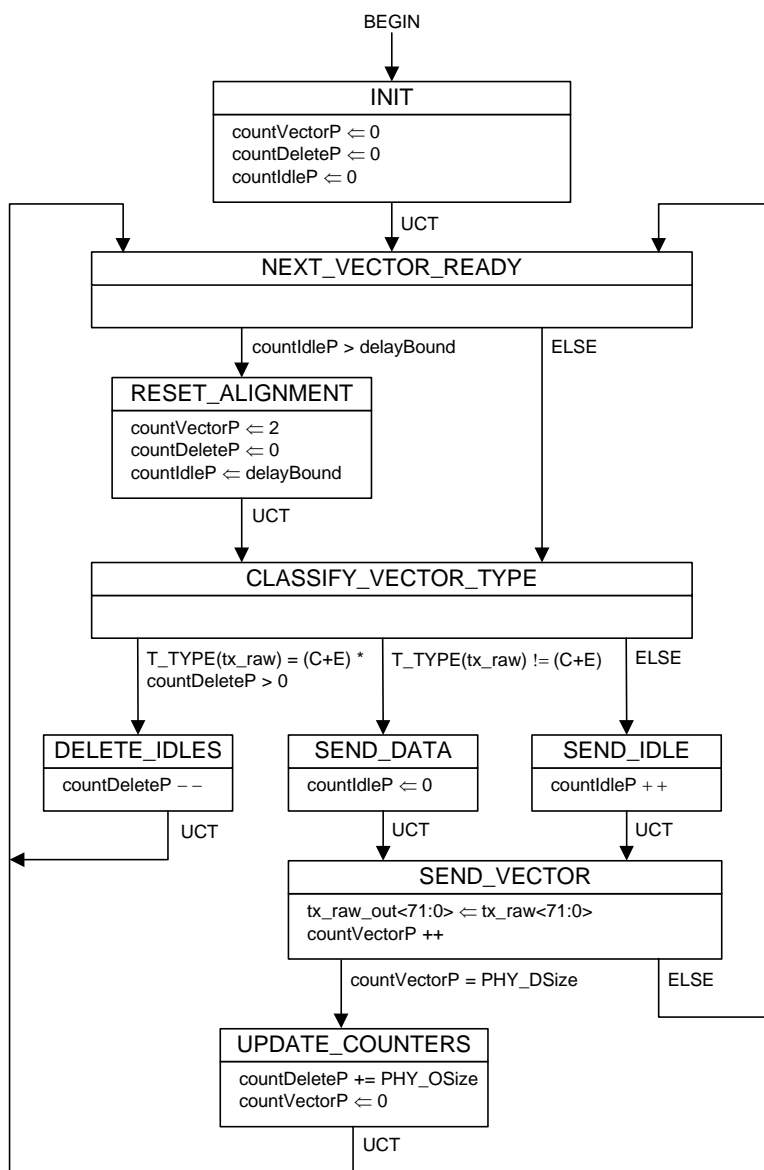 BEGIN
INIT
countVectorP ⇐ 0
countDeleteP ⇐ 0
countIdleP ⇐ 0
UCT
NEXT_VECTOR_READY
countIdleP > delayBound
ELSE
RESET_ALIGNMENT
countVectorP ⇐ 2
countDeleteP ⇐ 0
countIdleP ⇐ delayBound
UCT
CLASSIFY_VECTOR_TYPE
T_TYPE(tx_raw) = (C+E) *
countDeleteP > 0
T_TYPE(tx_raw) != (C+E)
ELSE
DELETE_IDLES
countDeleteP − −
UCT
SEND_DATA
countIdleP ⇐ 0
UCT
SEND_IDLE
countIdleP + +
UCT
SEND_VECTOR
tx_raw_out<71:0> ⇐ tx_raw<71:0>
countVectorP ++
countVectorP = PHY_DSize
ELSE
UPDATE_COUNTERS
countDeleteP += PHY_OSize
countVectorP ⇐ 0
UCT